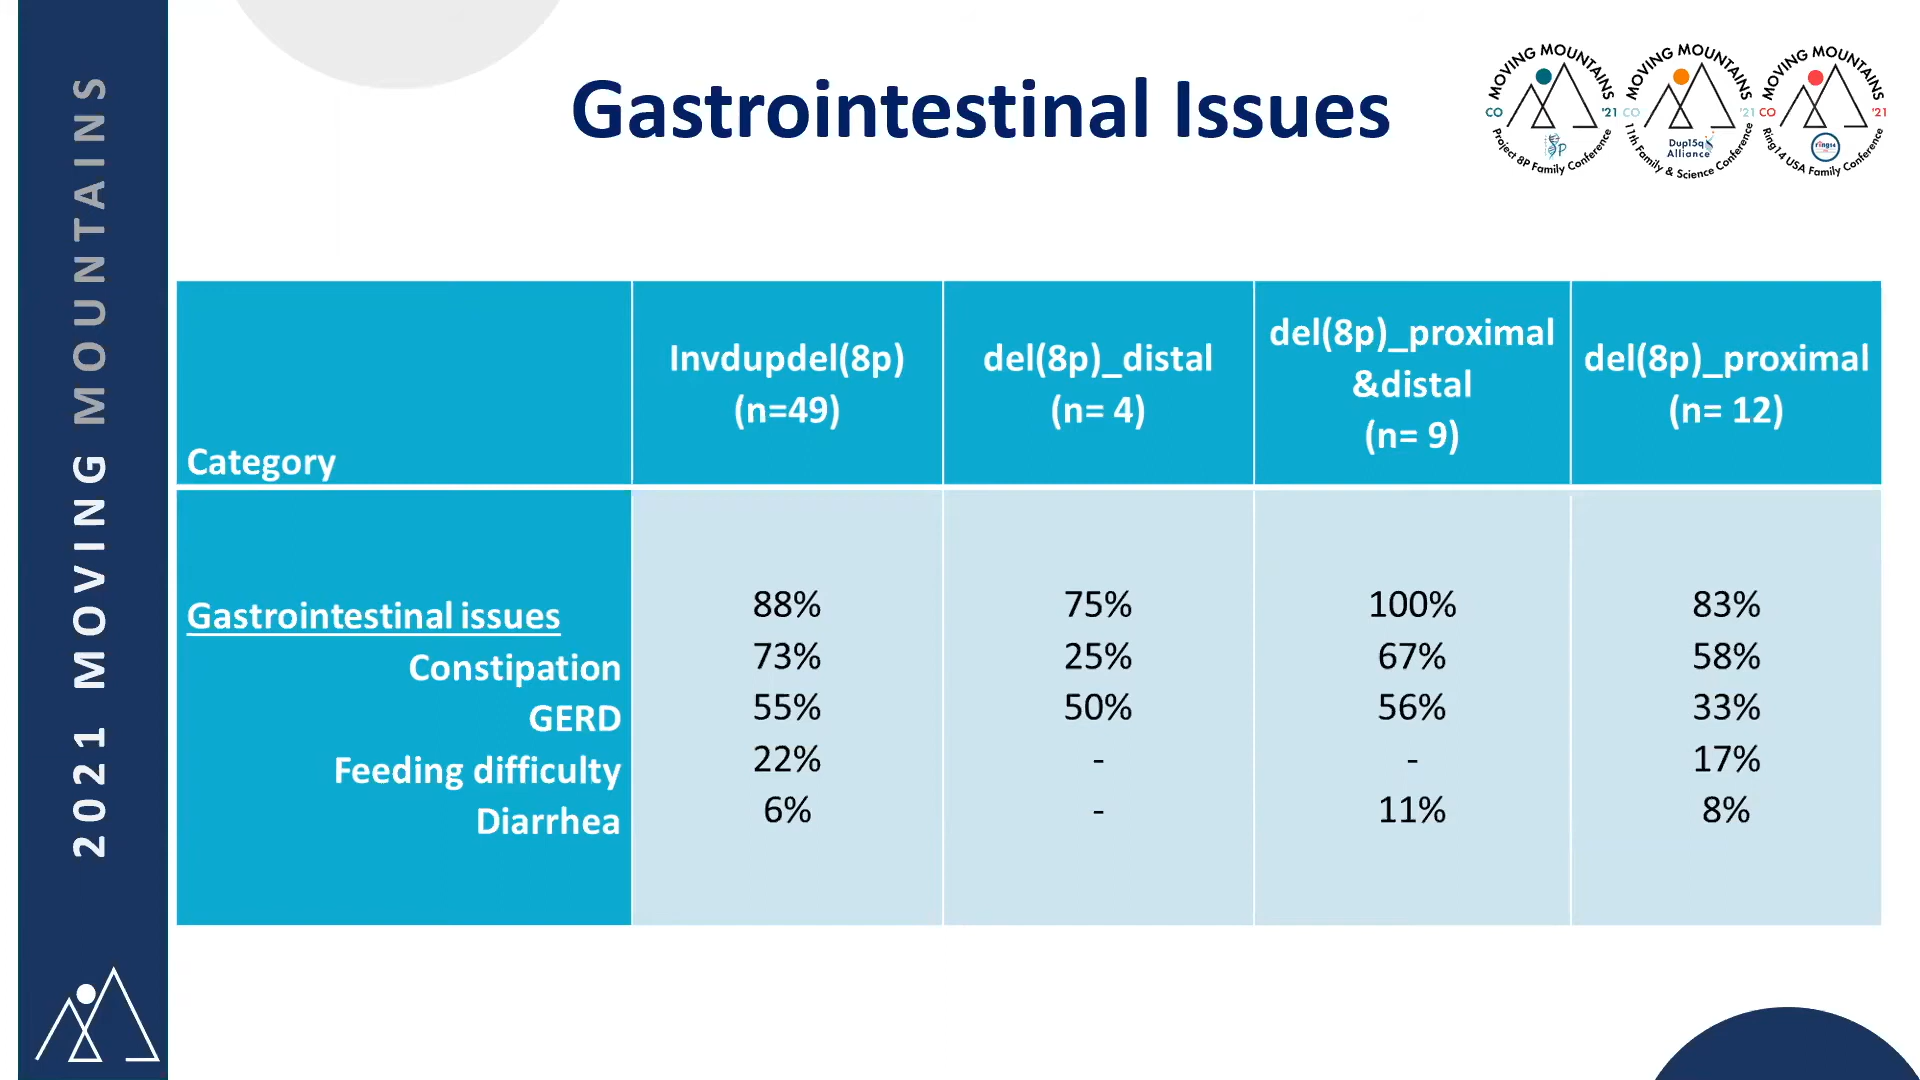 2021 MOVING MOUNTAINS
Gastrointestinal Issues
MOVING MOUNTAINS
CO '21
8P
Project 8P Family Conference
MOVING MOUNTAINS
CO '21
Dup15q
Alliance
11th Family & Science Conference
MOVING MOUNTAINS
CO '21
ring14
Ring14 USA Family Conference
Category
Invdupdel(8p)
(n=49)
del(8p)_distal
(n= 4)
del(8p)_proximal
&distal
(n= 9)
del(8p)_proximal
(n= 12)
Gastrointestinal issues 88% 75% 100% 83%
Constipation 73% 25% 67% 58%
GERD 55% 50% 56% 33%
Feeding difficulty 22% - - 17%
Diarrhea 6% - 11% 8%